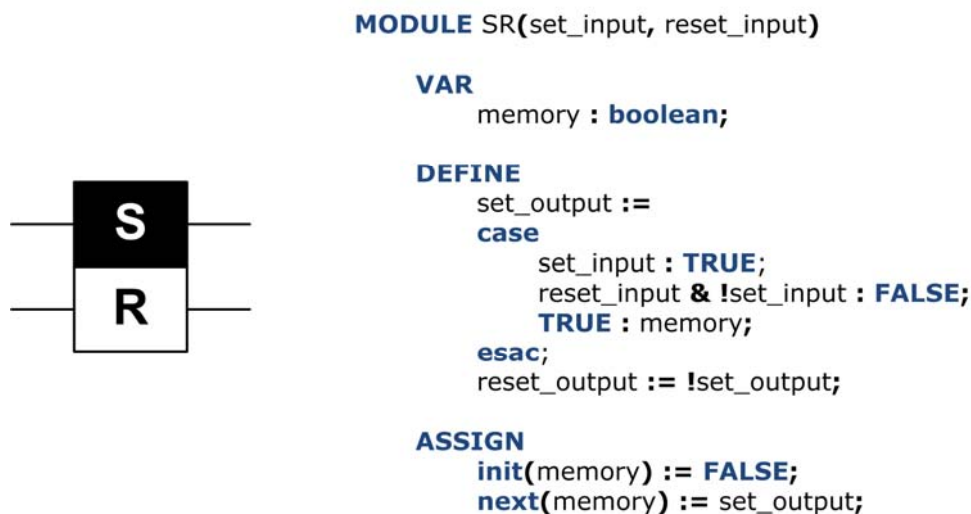 MODULE SR(set_input, reset_input)
VAR
memory : boolean;
DEFINE
set_output :=
case
set_input : TRUE;
reset_input & !set_input : FALSE;
TRUE : memory;
esac;
reset_output := !set_output;
ASSIGN
init(memory) := FALSE;
next(memory) := set_output;
S
R